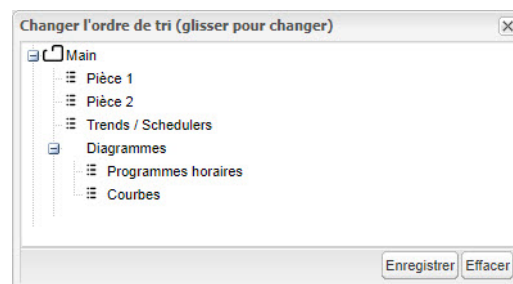 Changer l'ordre de tri (glisser pour changer)
Main
Pièce 1
Pièce 2
Trends / Schedulers
Diagrammes
Programmes horaires
Courbes
Enregistrer Effacer